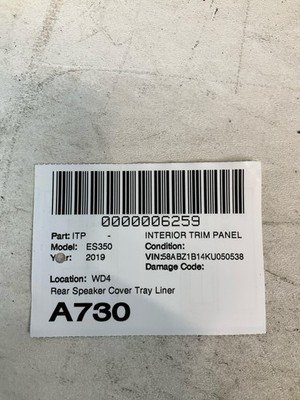 0000006259
Part: ITP - INTERIOR TRIM PANEL
Model: ES350 Condition:
Year: 2019 VIN:58ABZ1B14KU050538
Damage Code:
Location: WD4
Rear Speaker Cover Tray Liner
A730